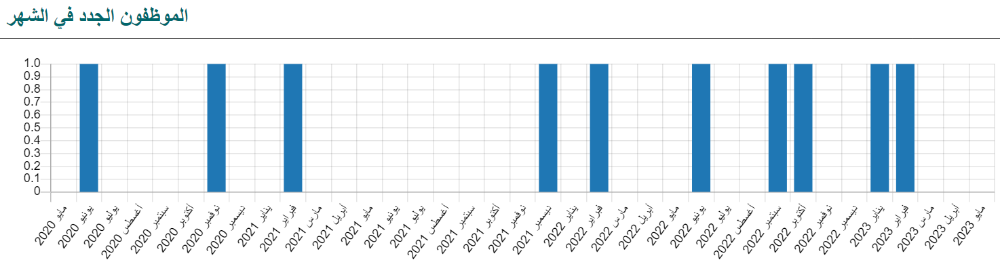 الموظفون الجدد في الشهر
1.0
0.9
0.8
0.7
0.6
0.5
0.4
0.3
0.2
0.1
0
مايو 2020
يونيو 2020
يوليو 2020
أغسطس 2020
سبتمبر 2020
أكتوبر 2020
نوفمبر 2020
ديسمبر 2020
يناير 2021
فبراير 2021
مارس 2021
أبريل 2021
مايو 2021
يونيو 2021
يوليو 2021
أغسطس 2021
سبتمبر 2021
أكتوبر 2021
نوفمبر 2021
ديسمبر 2021
يناير 2022
فبراير 2022
مارس 2022
أبريل 2022
مايو 2022
يونيو 2022
يوليو 2022
أغسطس 2022
سبتمبر 2022
أكتوبر 2022
نوفمبر 2022
ديسمبر 2022
يناير 2023
فبراير 2023
مارس 2023
أبريل 2023
مايو 2023